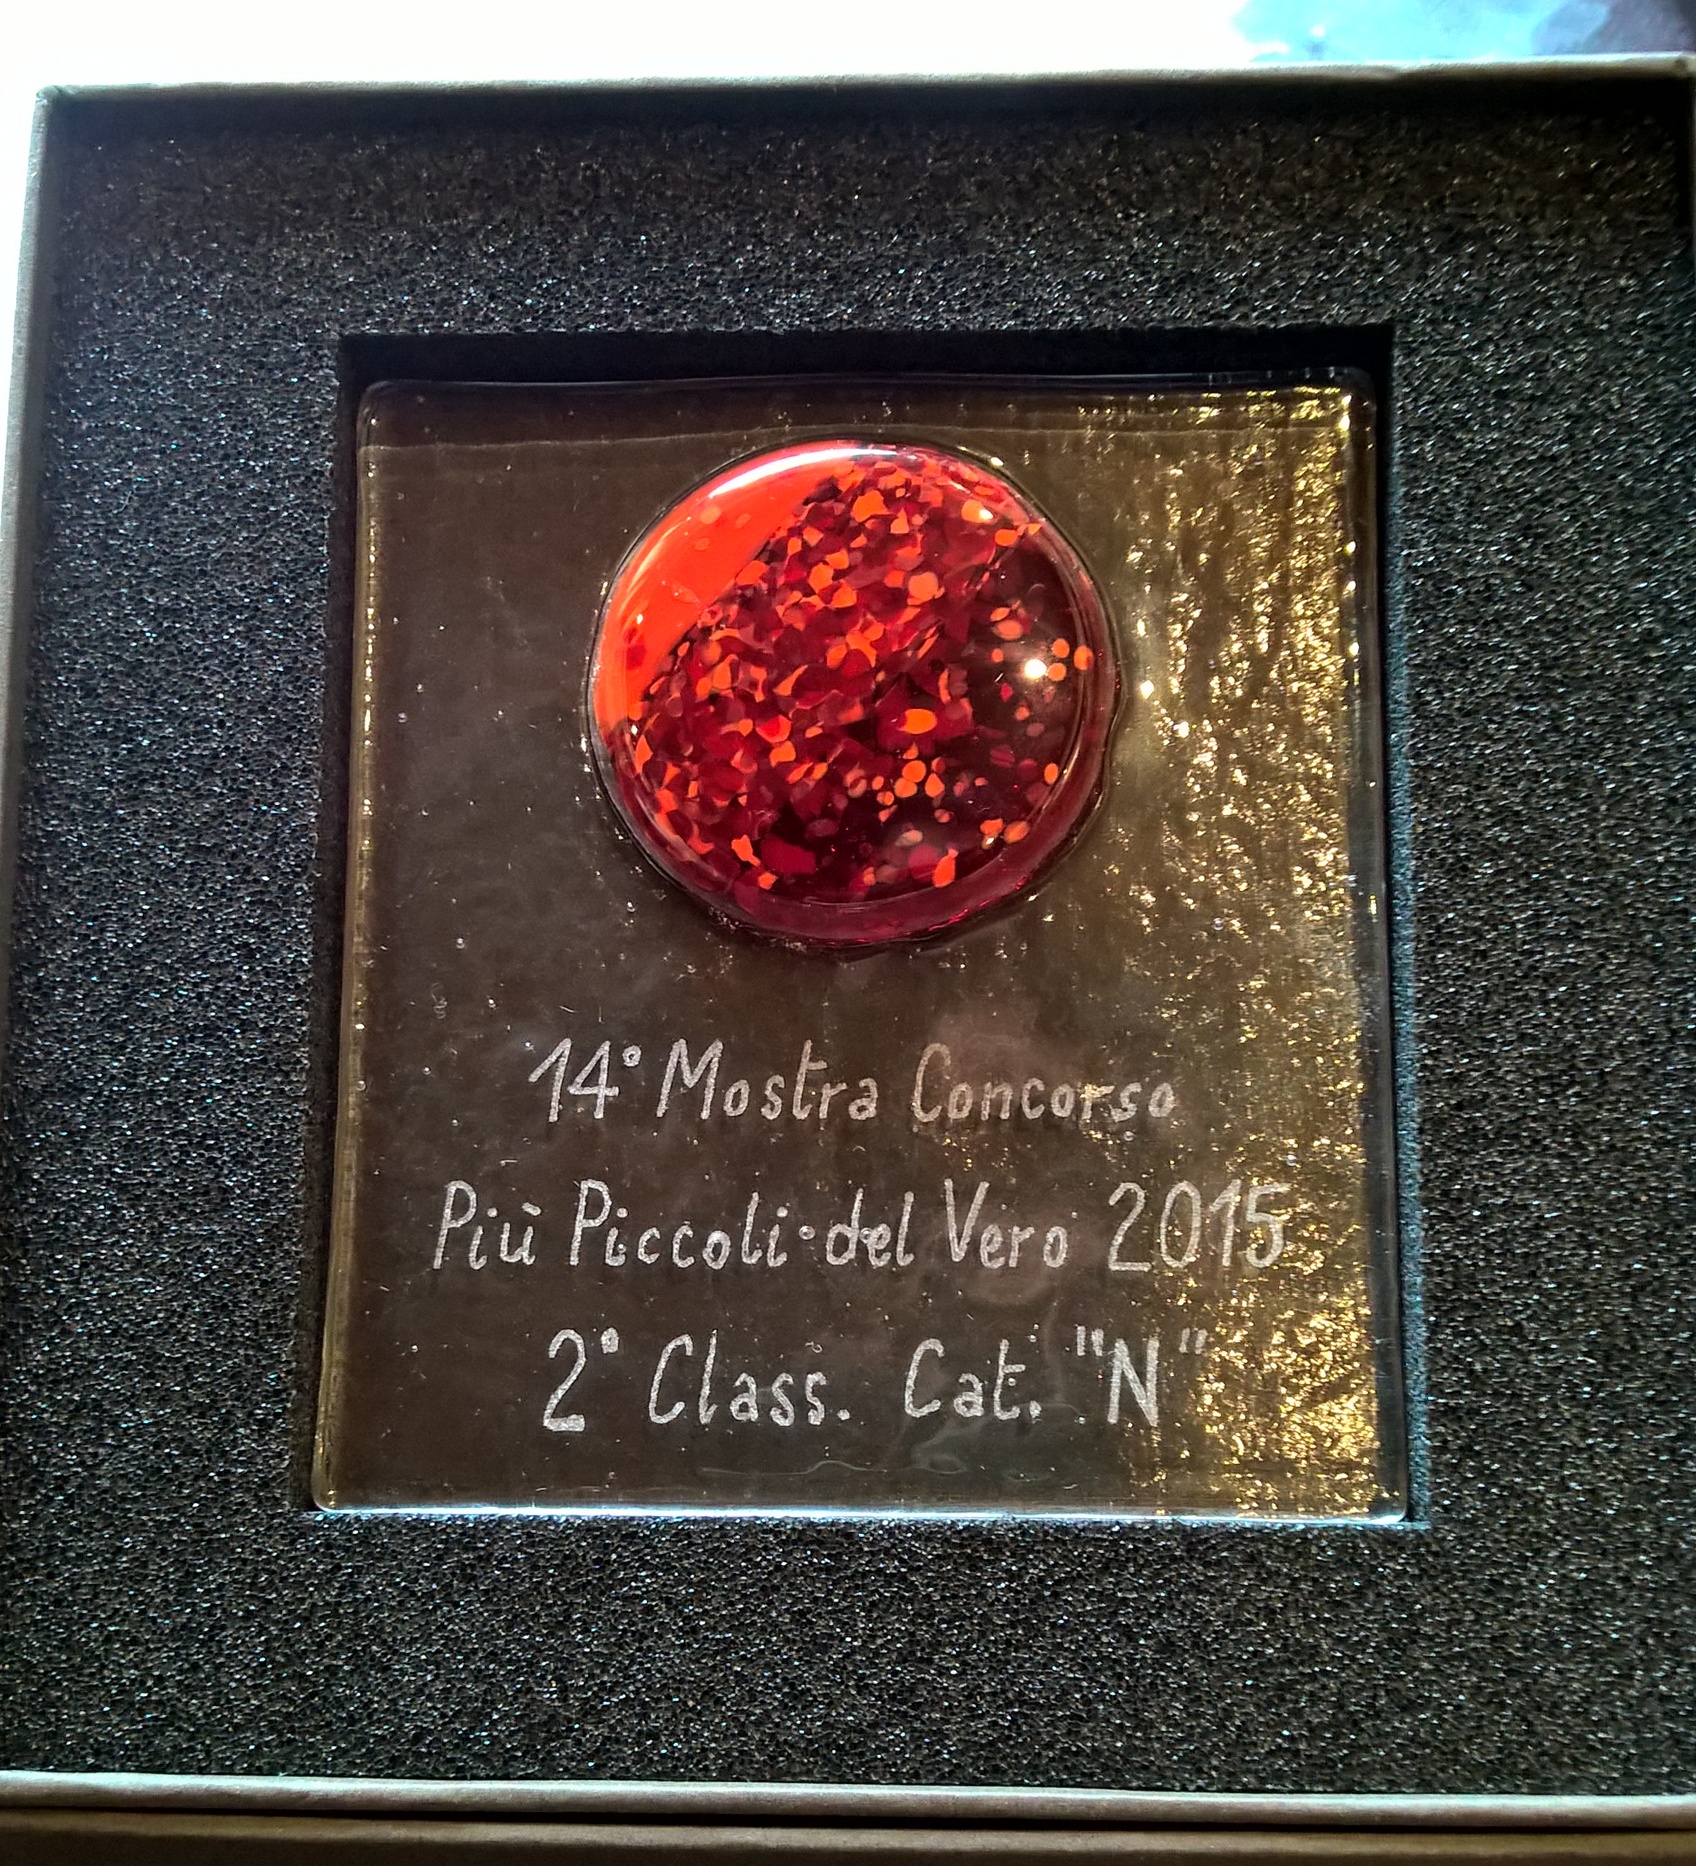 14° Mostra Concorso
Più Piccoli del Vero 2015
2° Class. Cat. "N"